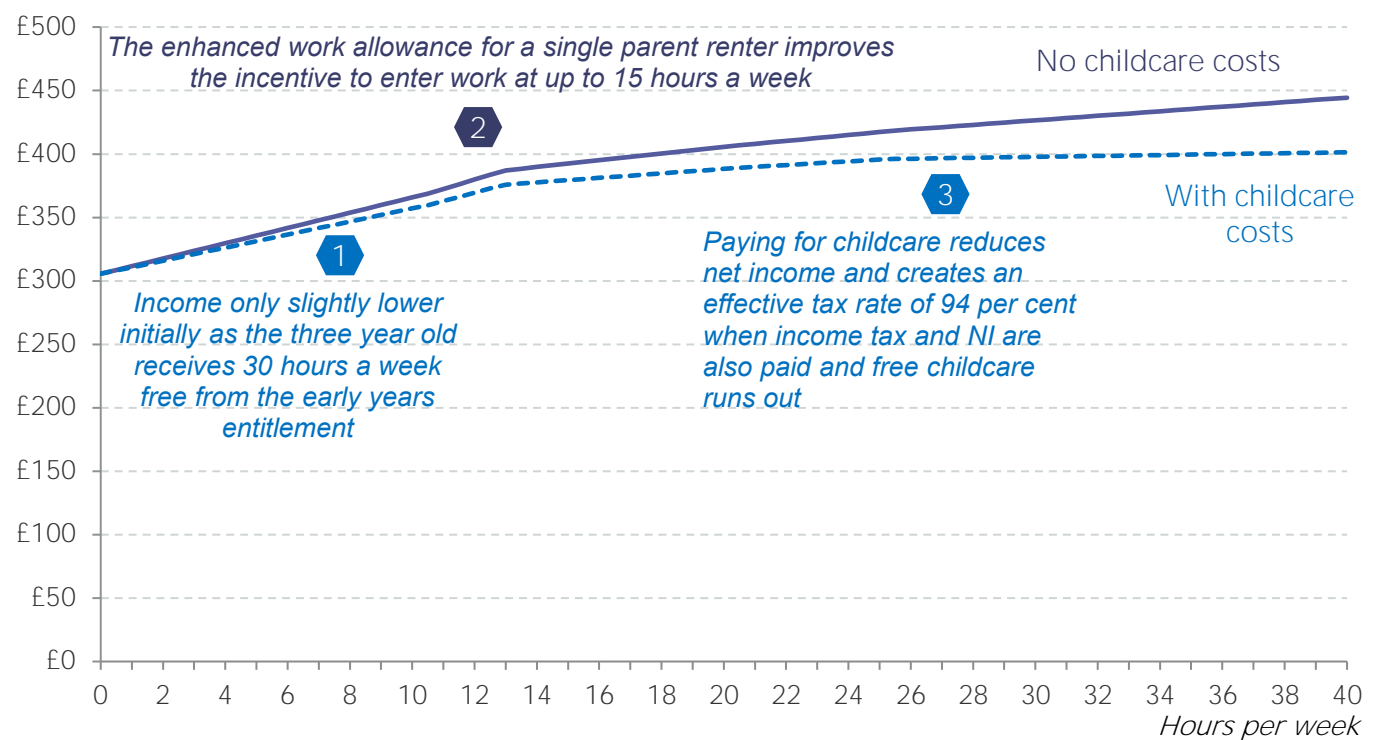 £500
The enhanced work allowance for a single parent renter improves
the incentive to enter work at up to 15 hours a week
No childcare costs
£450
2
£400
3
With childcare
costs
£350
1
Paying for childcare reduces
net income and creates an
effective tax rate of 94 per cent
when income tax and NI are
also paid and free childcare
runs out
£300
Income only slightly lower
initially as the three year old
receives 30 hours a week
free from the early years
entitlement
£250
£200
£150
£100
£50
£0
0 2 4 6 8 10 12 14 16 18 20 22 24 26 28 30 32 34 36 38 40
Hours per week